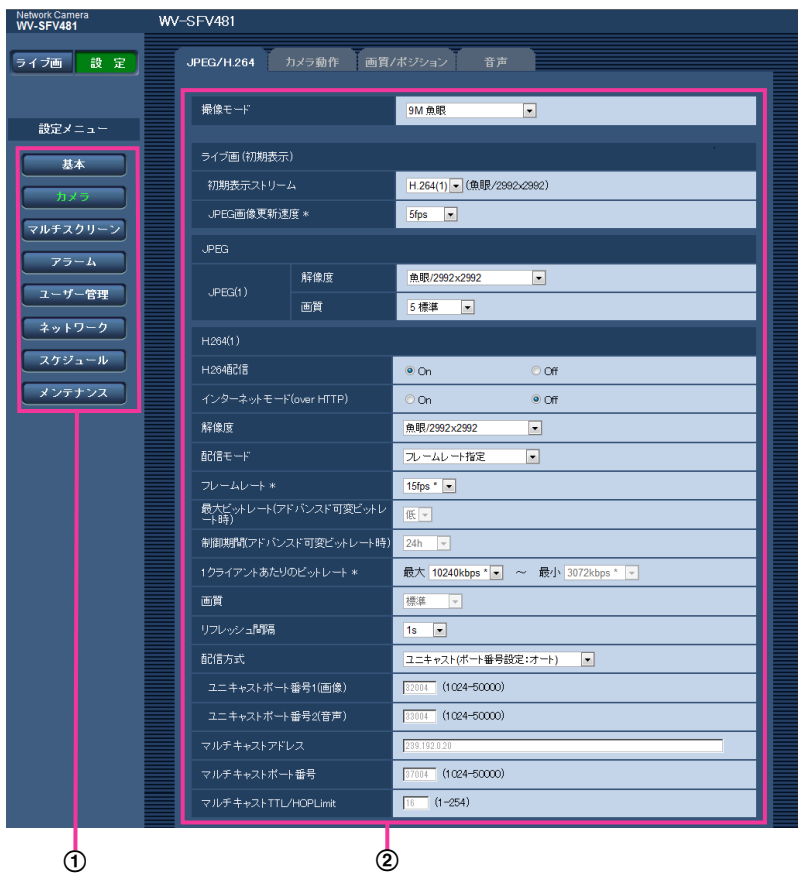 Network Camera
WV-SFV481
WV-SFV481
ライブ画 設定
設定メニュー
基本
カメラ
マルチスクリーン
アラーム
ユーザー管理
ネットワーク
スケジュール
メンテナンス
JPEG/H.264 カメラ動作 画質/ポジション 音声
撮像モード 9M 魚眼
ライブ画(初期表示)
初期表示ストリーム H.264(1) (魚眼/2992x2992)
JPEG画像更新速度 * 5fps
JPEG
JPEG(1)
解像度 魚眼/2992x2992
画質 5 標準
H.264(1)
H.264配信 On Off
インターネットモード(over HTTP) On Off
解像度 魚眼/2992x2992
配信モード フレームレート指定
フレームレート * 15fps *
最大ビットレート(アドバンスド可変ビットレ
ート時) 低
制御期間(アドバンスド可変ビットレート時) 24h
1クライアントあたりのビットレート * 最大 10240kbps * ～ 最小 3072kbps *
画質 標準
リフレッシュ間隔 1s
配信方式 ユニキャスト(ポート番号設定:オート)
ユニキャストポート番号1(画像) 32004 (1024-50000)
ユニキャストポート番号2(音声) 33004 (1024-50000)
マルチキャストアドレス 239.192.0.20
マルチキャストポート番号 37004 (1024-50000)
マルチキャストTTL/HOPLimit 16 (1-254)
① ②